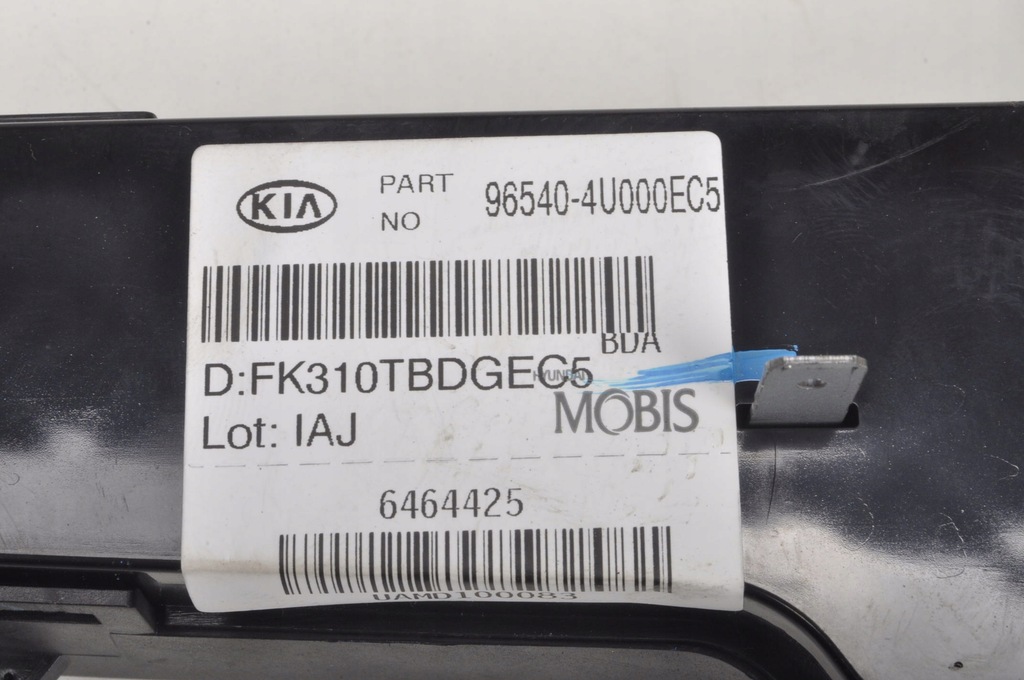 KIA PART NO 96540-4U000EC5
BDA
D:FK310TBDGEC5
HYUNDAI
MOBIS
Lot: IAJ
6464425
UAMD100083